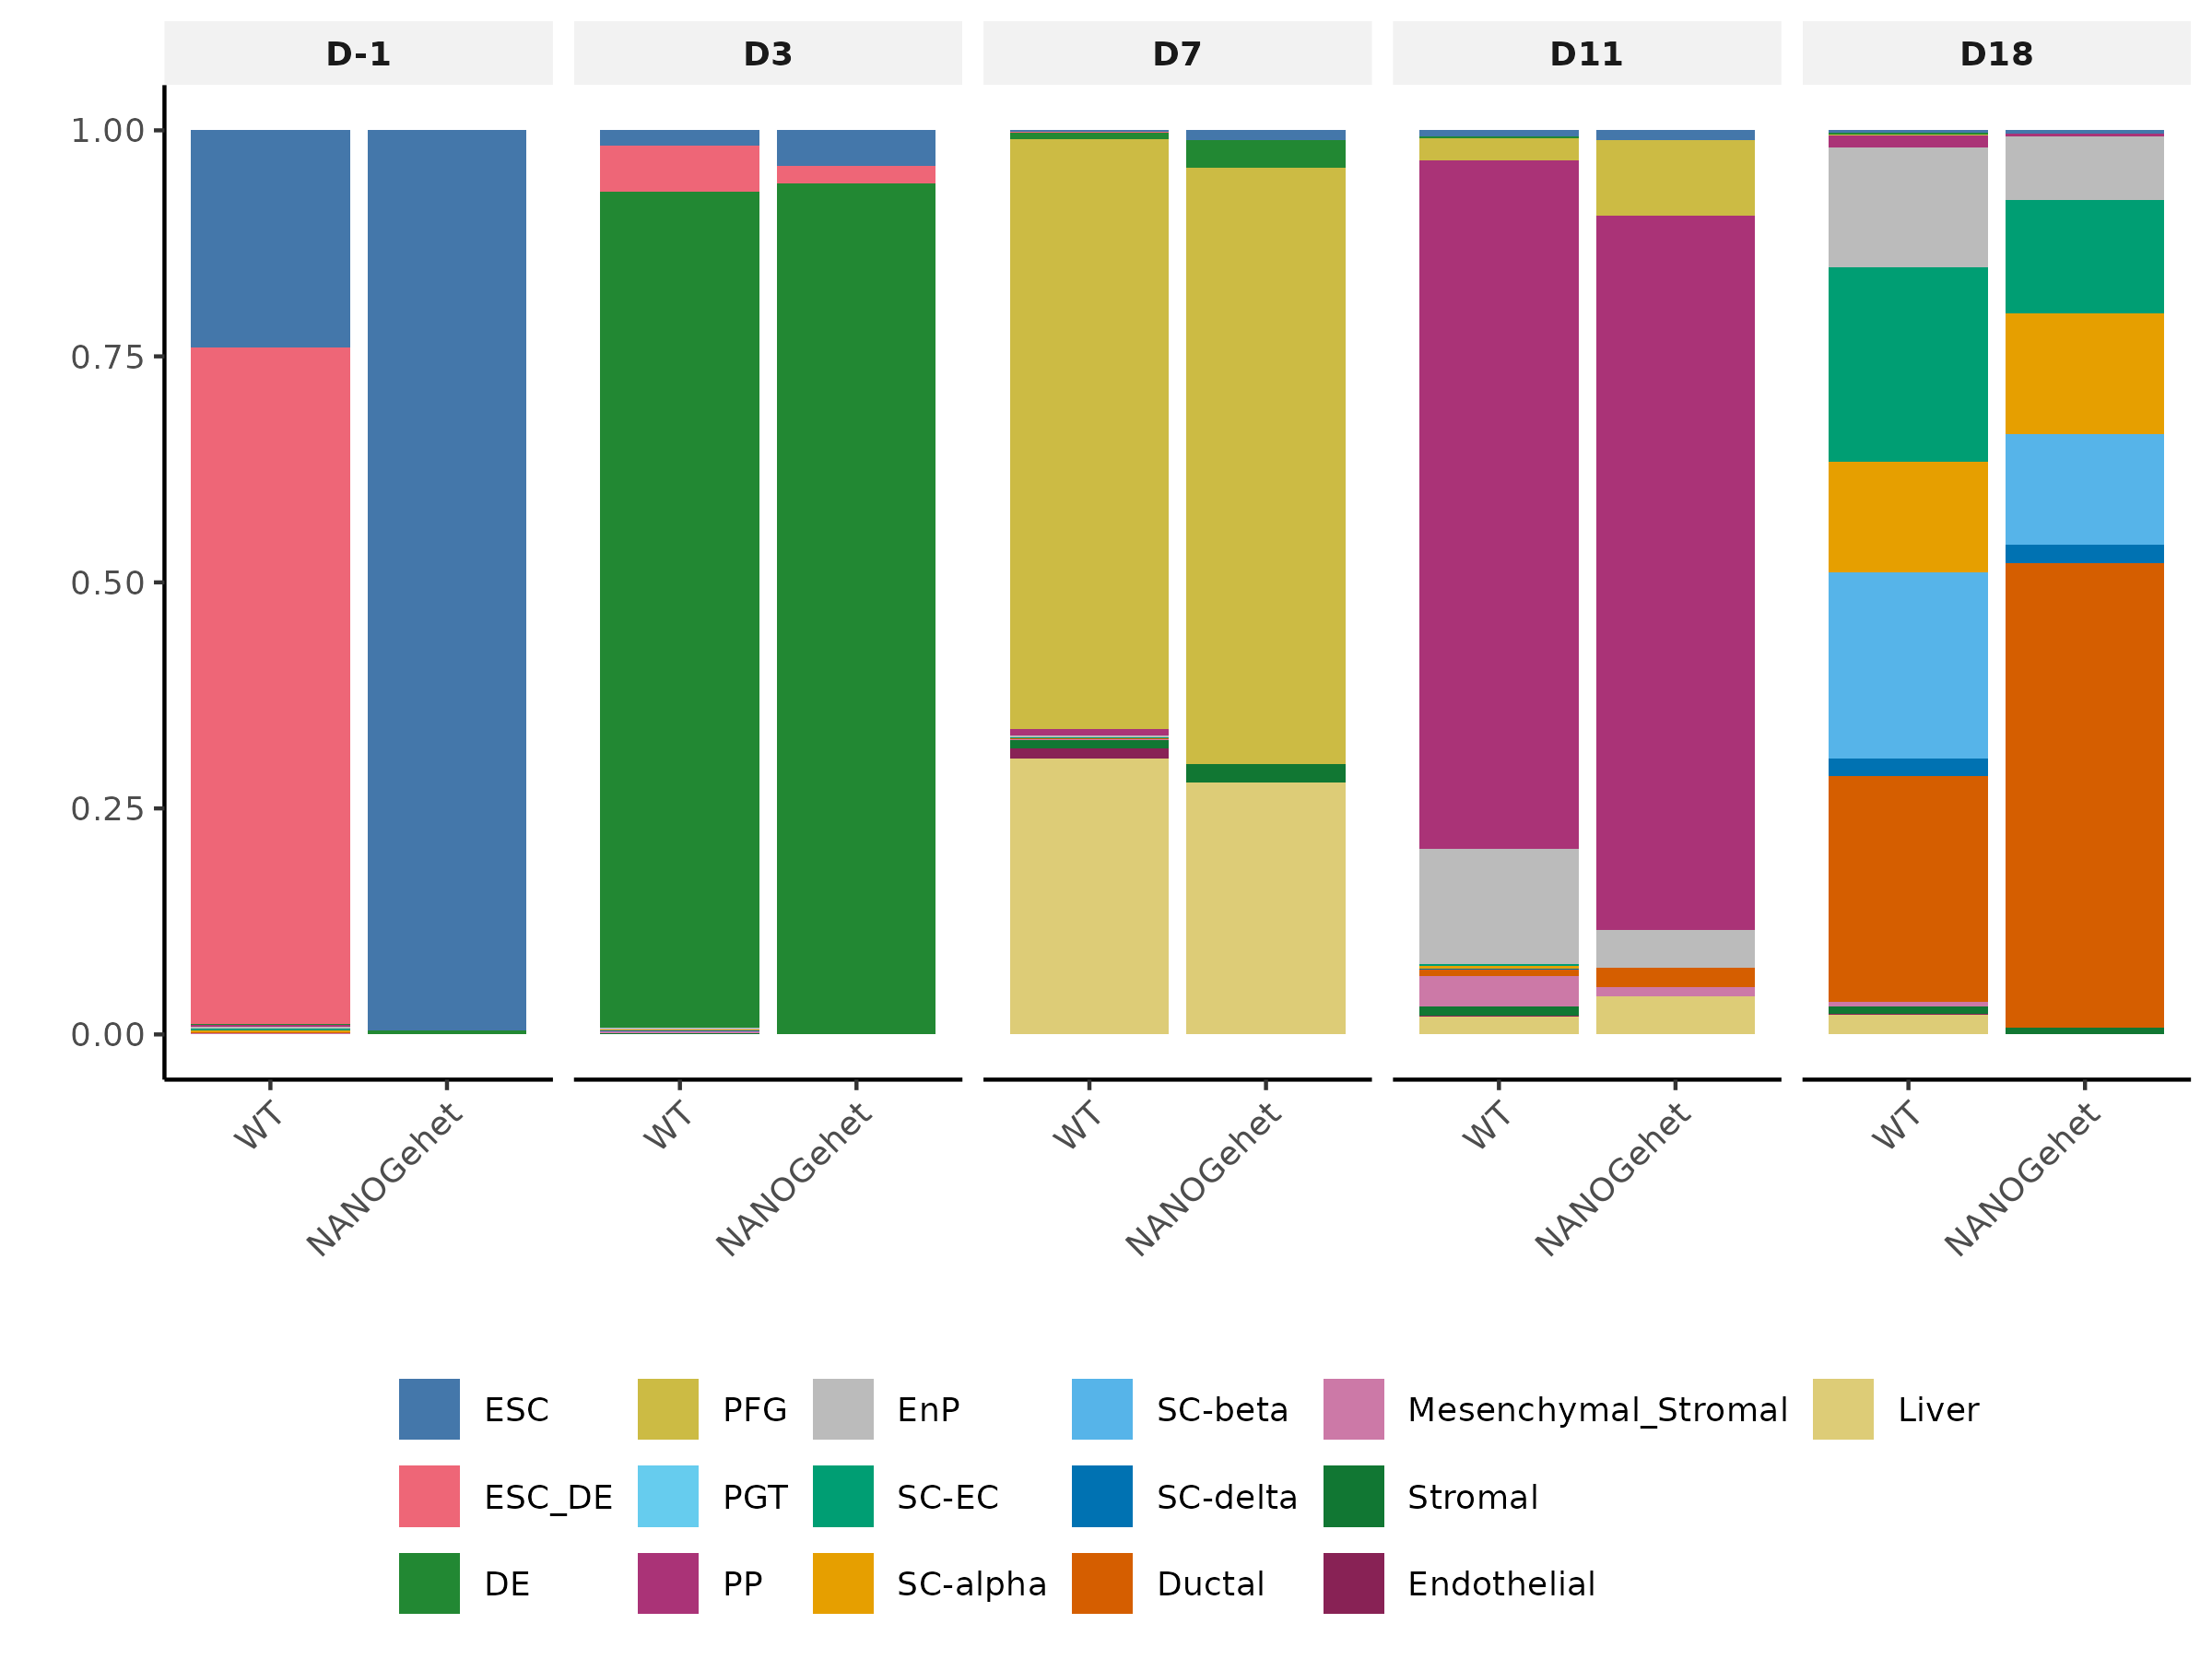 D-1 D3 D7 D11 D18
1.00
0.75
0.50
0.25
0.00
WT NANOGehet WT NANOGehet WT NANOGehet WT NANOGehet WT NANOGehet
ESC PFG EnP SC-beta Mesenchymal_Stromal Liver
ESC_DE PGT SC-EC SC-delta Stromal
DE PP SC-alpha Ductal Endothelial